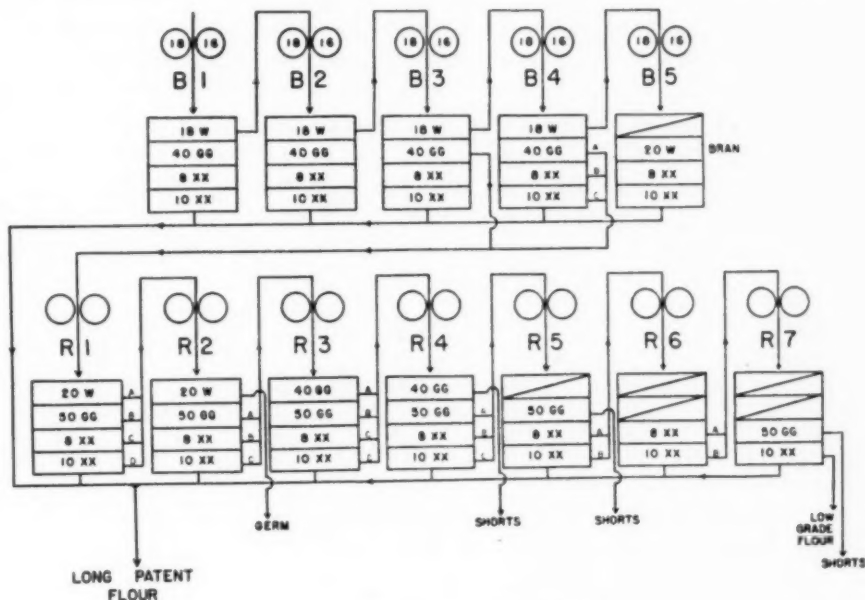 18 16 18 16 18 16 18 16 18 16
B 1 B 2 B 3 B 4 B 5
18 W 18 W 18 W 18 W
40 GG 40 GG 40 GG 40 GG A 20 W BRAN
8 XX 8 XX 8 XX 8 XX B 8 XX
10 XX 10 XX 10 XX 10 XX C 10 XX
R 1 R 2 R 3 R 4 R 5 R 6 R 7
20 W A 20 W 40 GG A 40 GG
50 GG B 50 GG A 50 GG B 50 GG A 50 GG
8 XX C 8 XX B 8 XX C 8 XX B 8 XX A 8 XX A 50 GG
10 XX D 10 XX C 10 XX C 10 XX C 10 XX B 10 XX B 10 XX
GERM SHORTS SHORTS LOW GRADE FLOUR
SHORTS
LONG PATENT
FLOUR